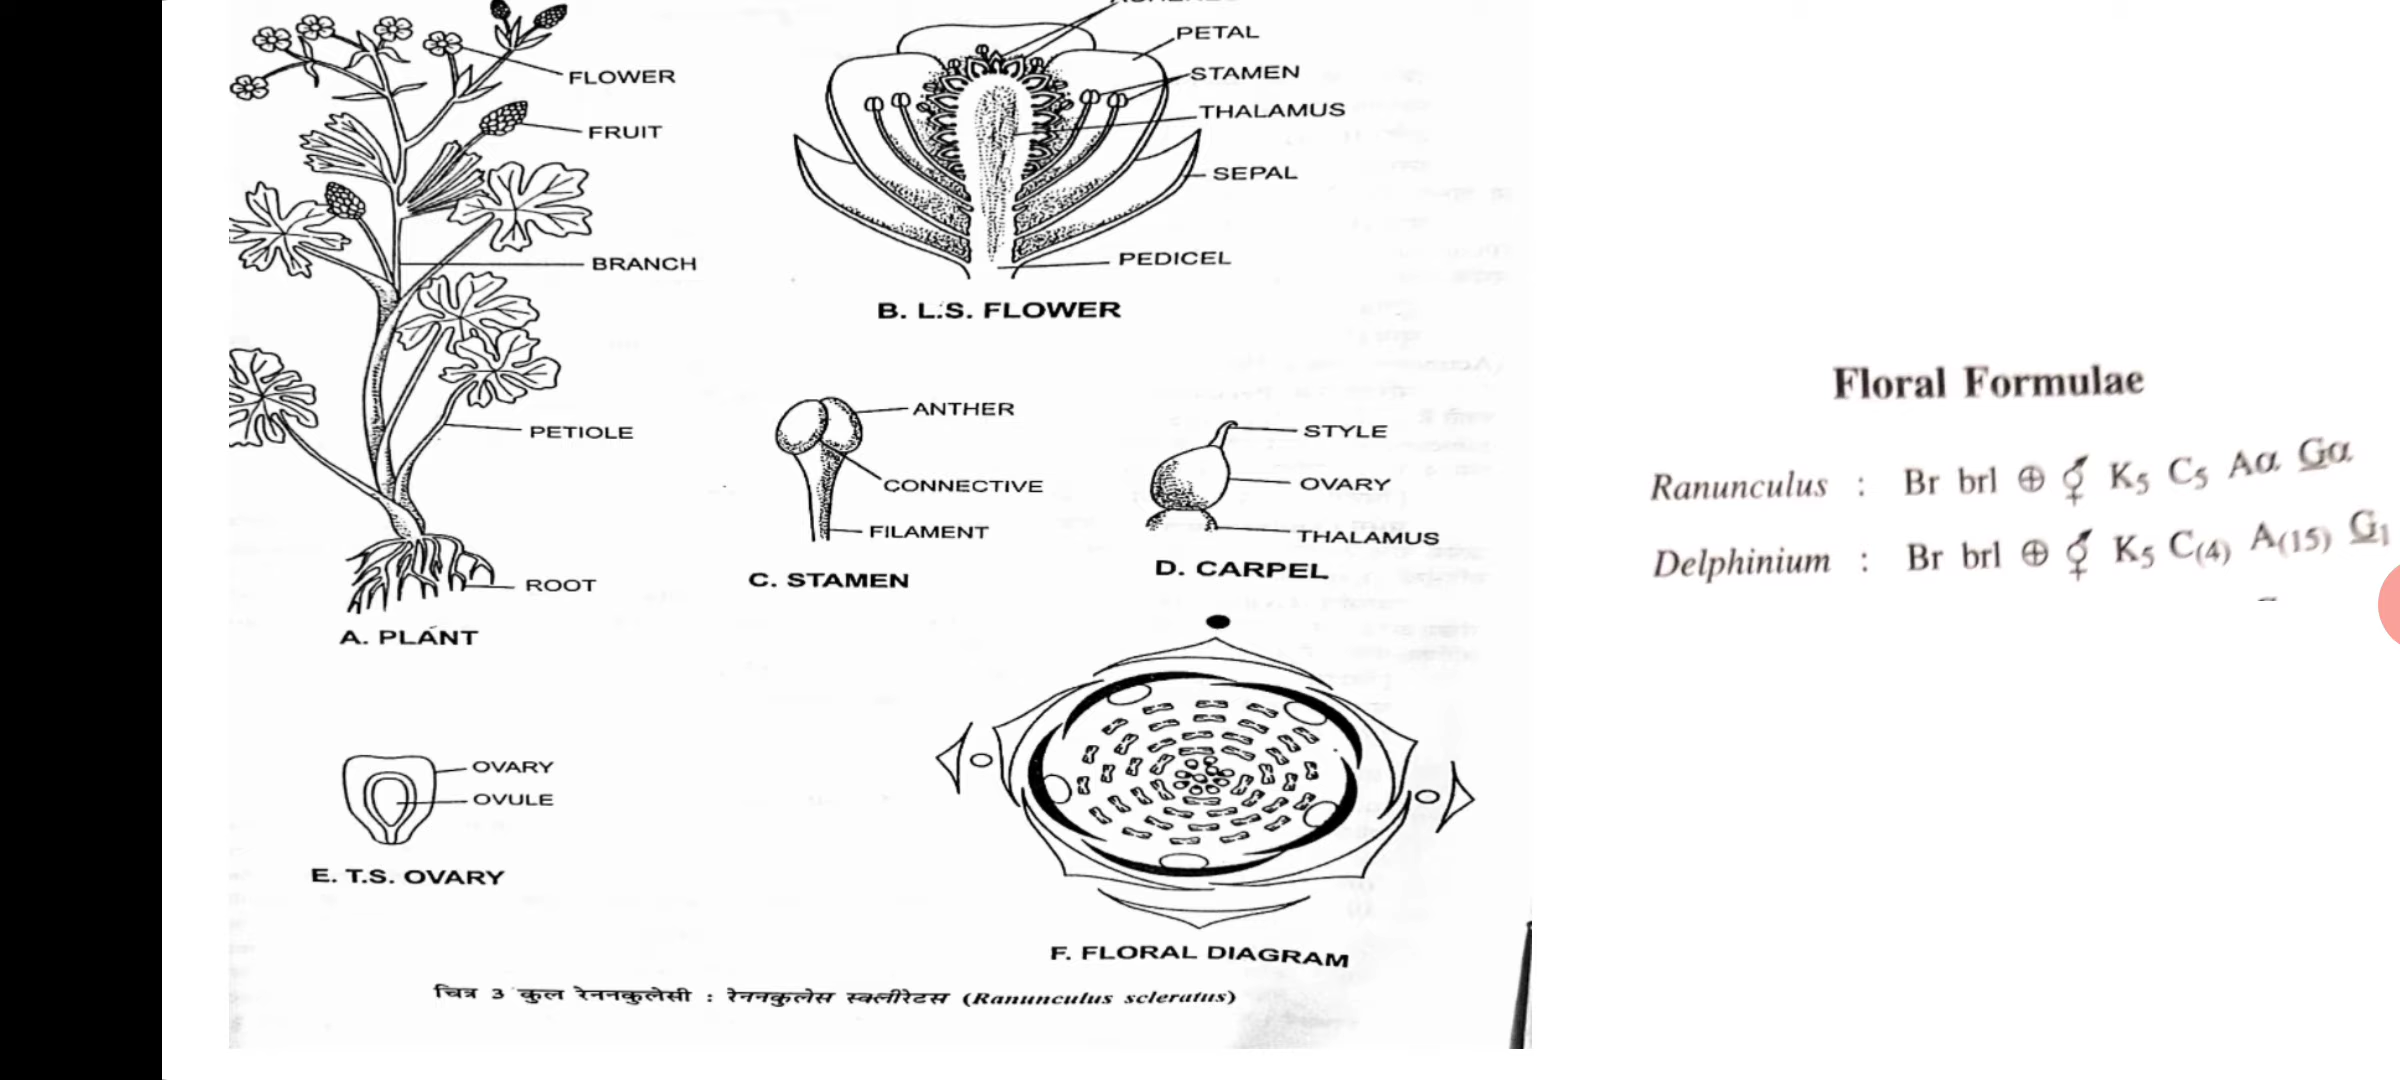 FLOWER
FRUIT
BRANCH
PETIOLE
ROOT
A. PLANT
PETAL
STAMEN
THALAMUS
SEPAL
PEDICEL
B. L.S. FLOWER
ANTHER
CONNECTIVE
FILAMENT
C. STAMEN
STYLE
OVARY
THALAMUS
D. CARPEL
OVARY
OVULE
E. T.S. OVARY
F. FLORAL DIAGRAM
चित्र 3 कुल रेननकुलेसी : रेननकुलेस स्क्लीरेटस (Ranunculus scleratus)
Floral Formulae
Ranunculus : Br brl ⊕ ⚥ K5 C5 Aα Gα
Delphinium : Br brl ⊕ ⚥ K5 C(4) A(15) G1